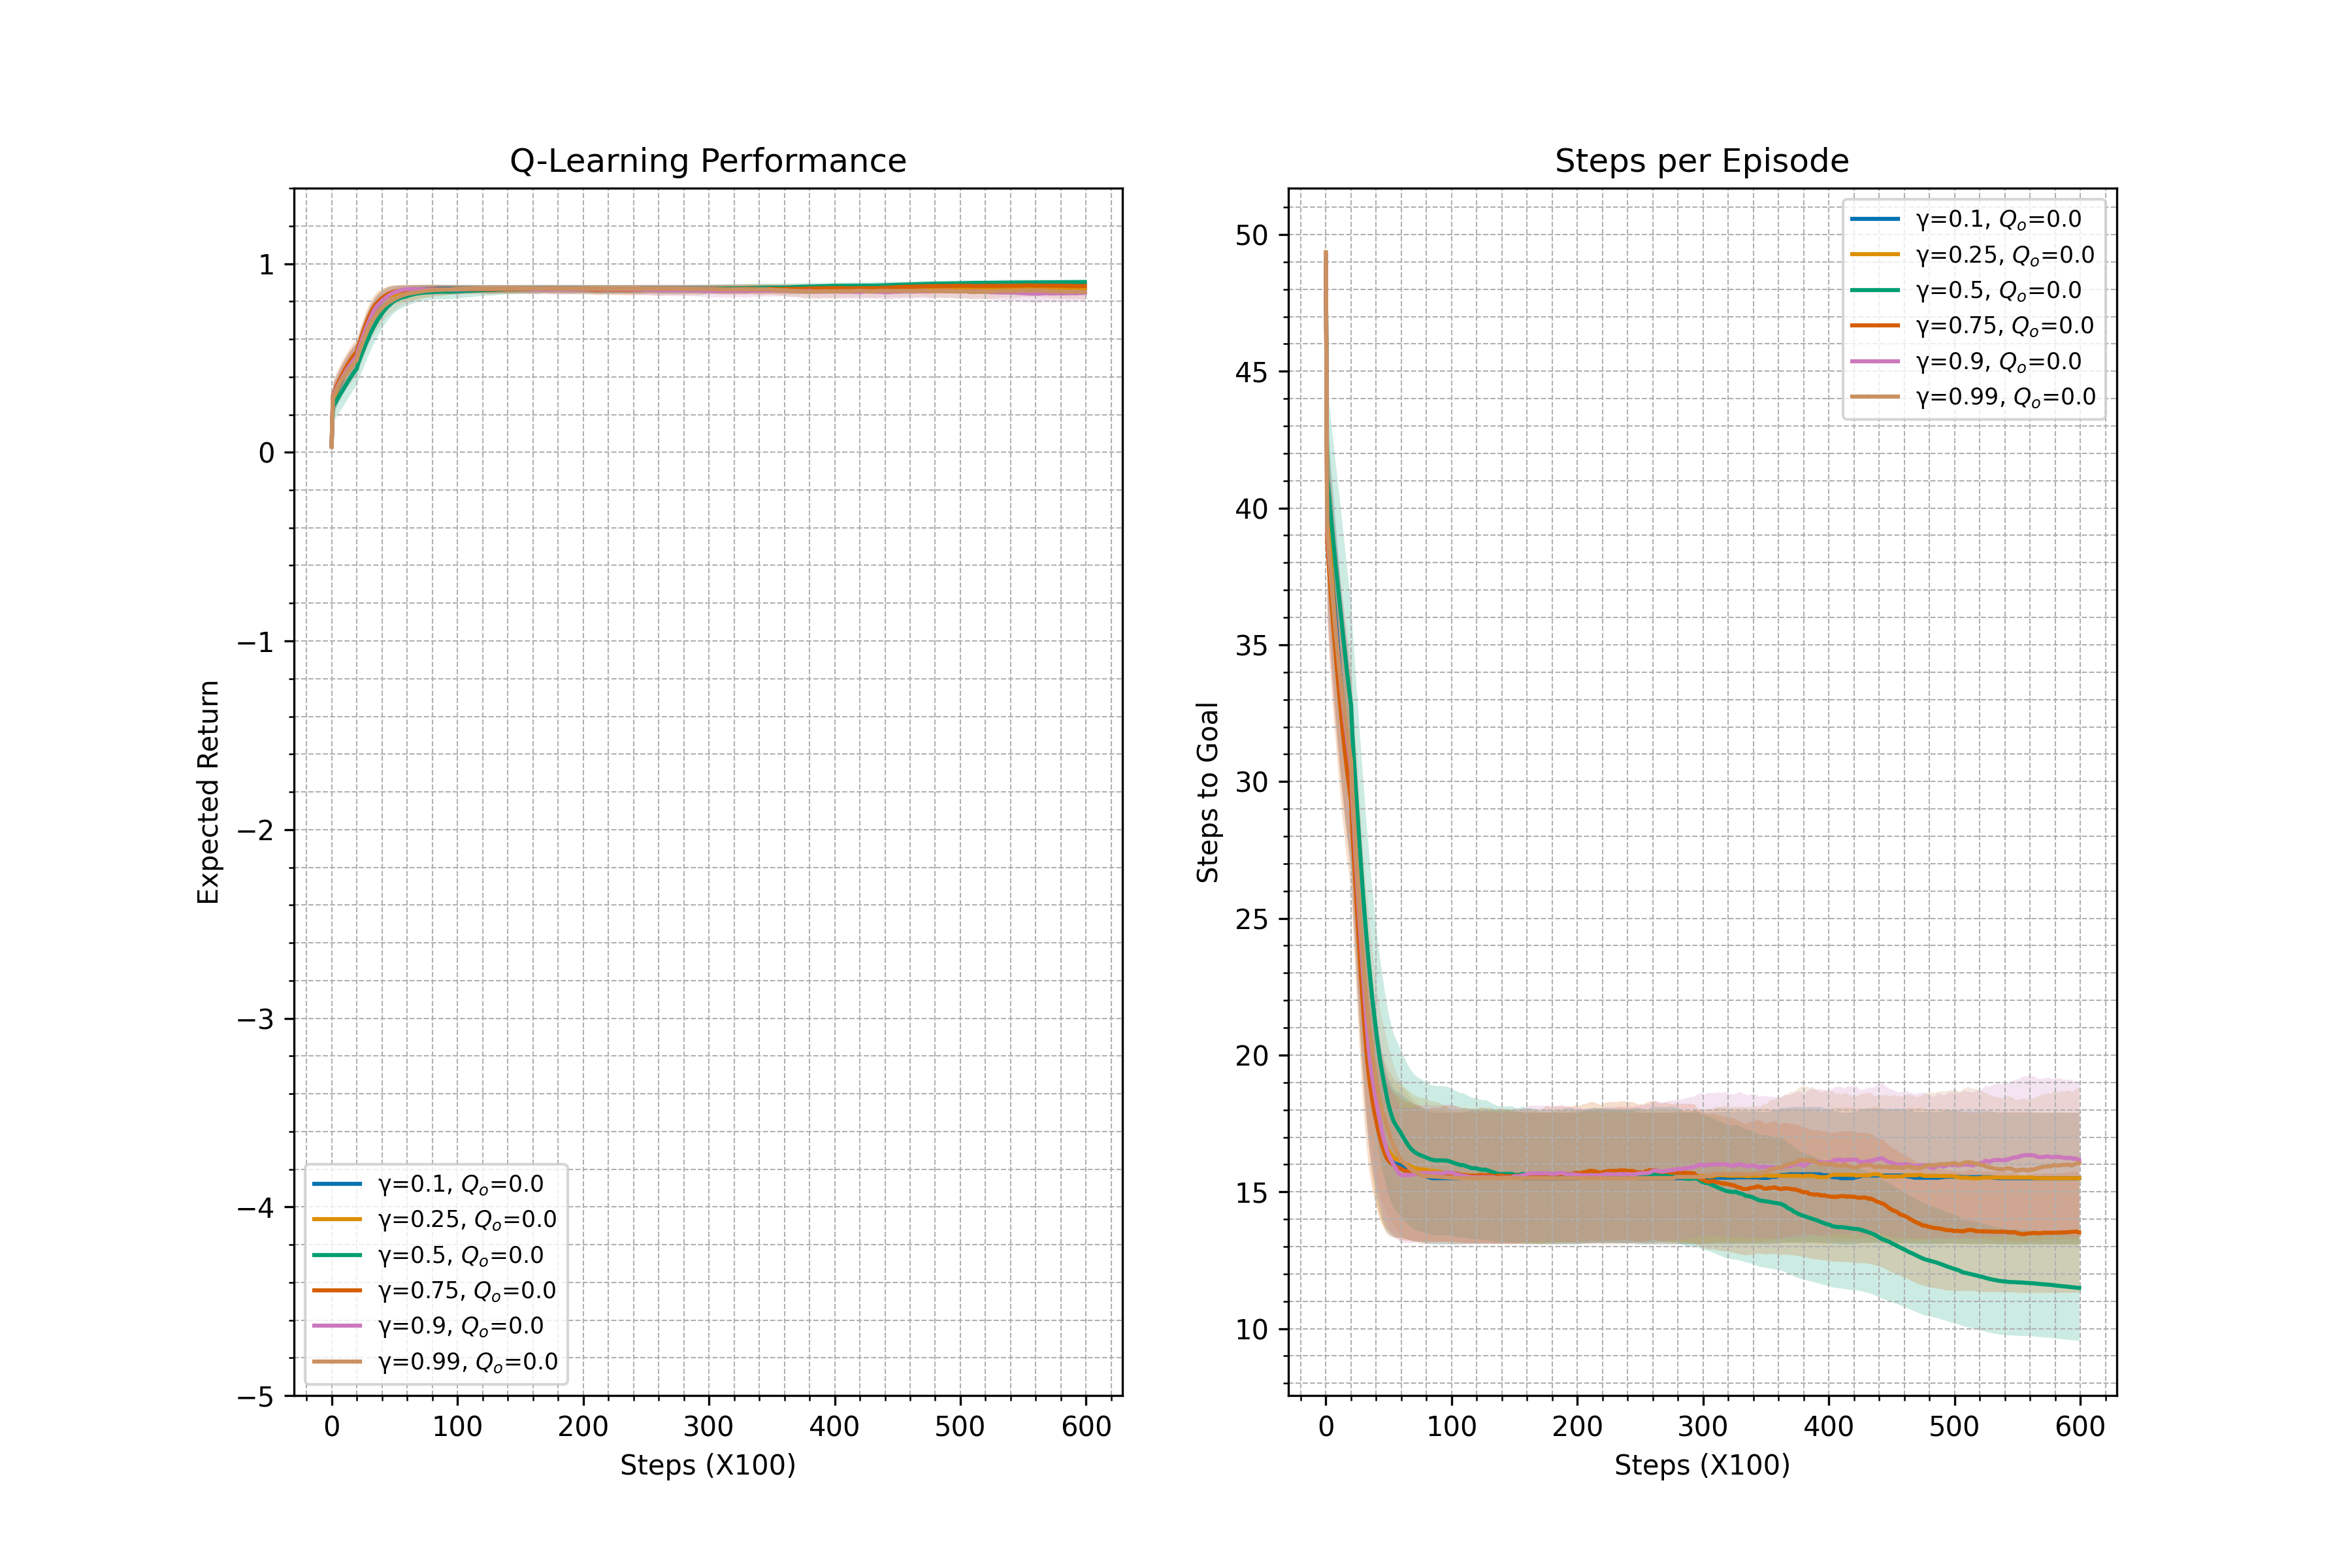 Q-Learning Performance
Expected Return
1
0
−1
−2
−3
−4
−5
γ=0.1, Qₒ=0.0
γ=0.25, Qₒ=0.0
γ=0.5, Qₒ=0.0
γ=0.75, Qₒ=0.0
γ=0.9, Qₒ=0.0
γ=0.99, Qₒ=0.0
0 100 200 300 400 500 600
Steps (X100)
Steps per Episode
Steps to Goal
50
45
40
35
30
25
20
15
10
γ=0.1, Qₒ=0.0
γ=0.25, Qₒ=0.0
γ=0.5, Qₒ=0.0
γ=0.75, Qₒ=0.0
γ=0.9, Qₒ=0.0
γ=0.99, Qₒ=0.0
0 100 200 300 400 500 600
Steps (X100)